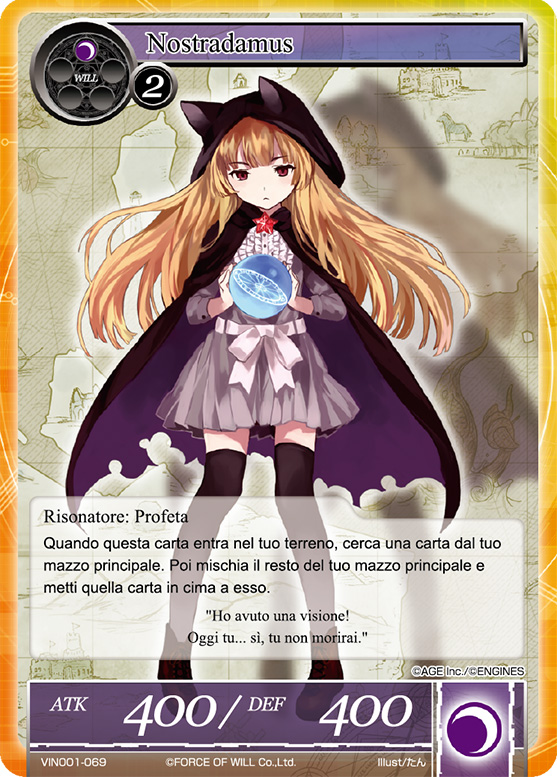 Nostradamus
WILL
2
Risonatore: Profeta
Quando questa carta entra nel tuo terreno, cerca una carta dal tuo
mazzo principale. Poi mischia il resto del tuo mazzo principale e
metti quella carta in cima a esso.
"Ho avuto una visione!
Oggi tu... sì, tu non morirai."
©AGE Inc./©ENGINES
ATK 400 / DEF 400
VIN001-069 ©FORCE OF WILL Co.,Ltd. Illust/たん